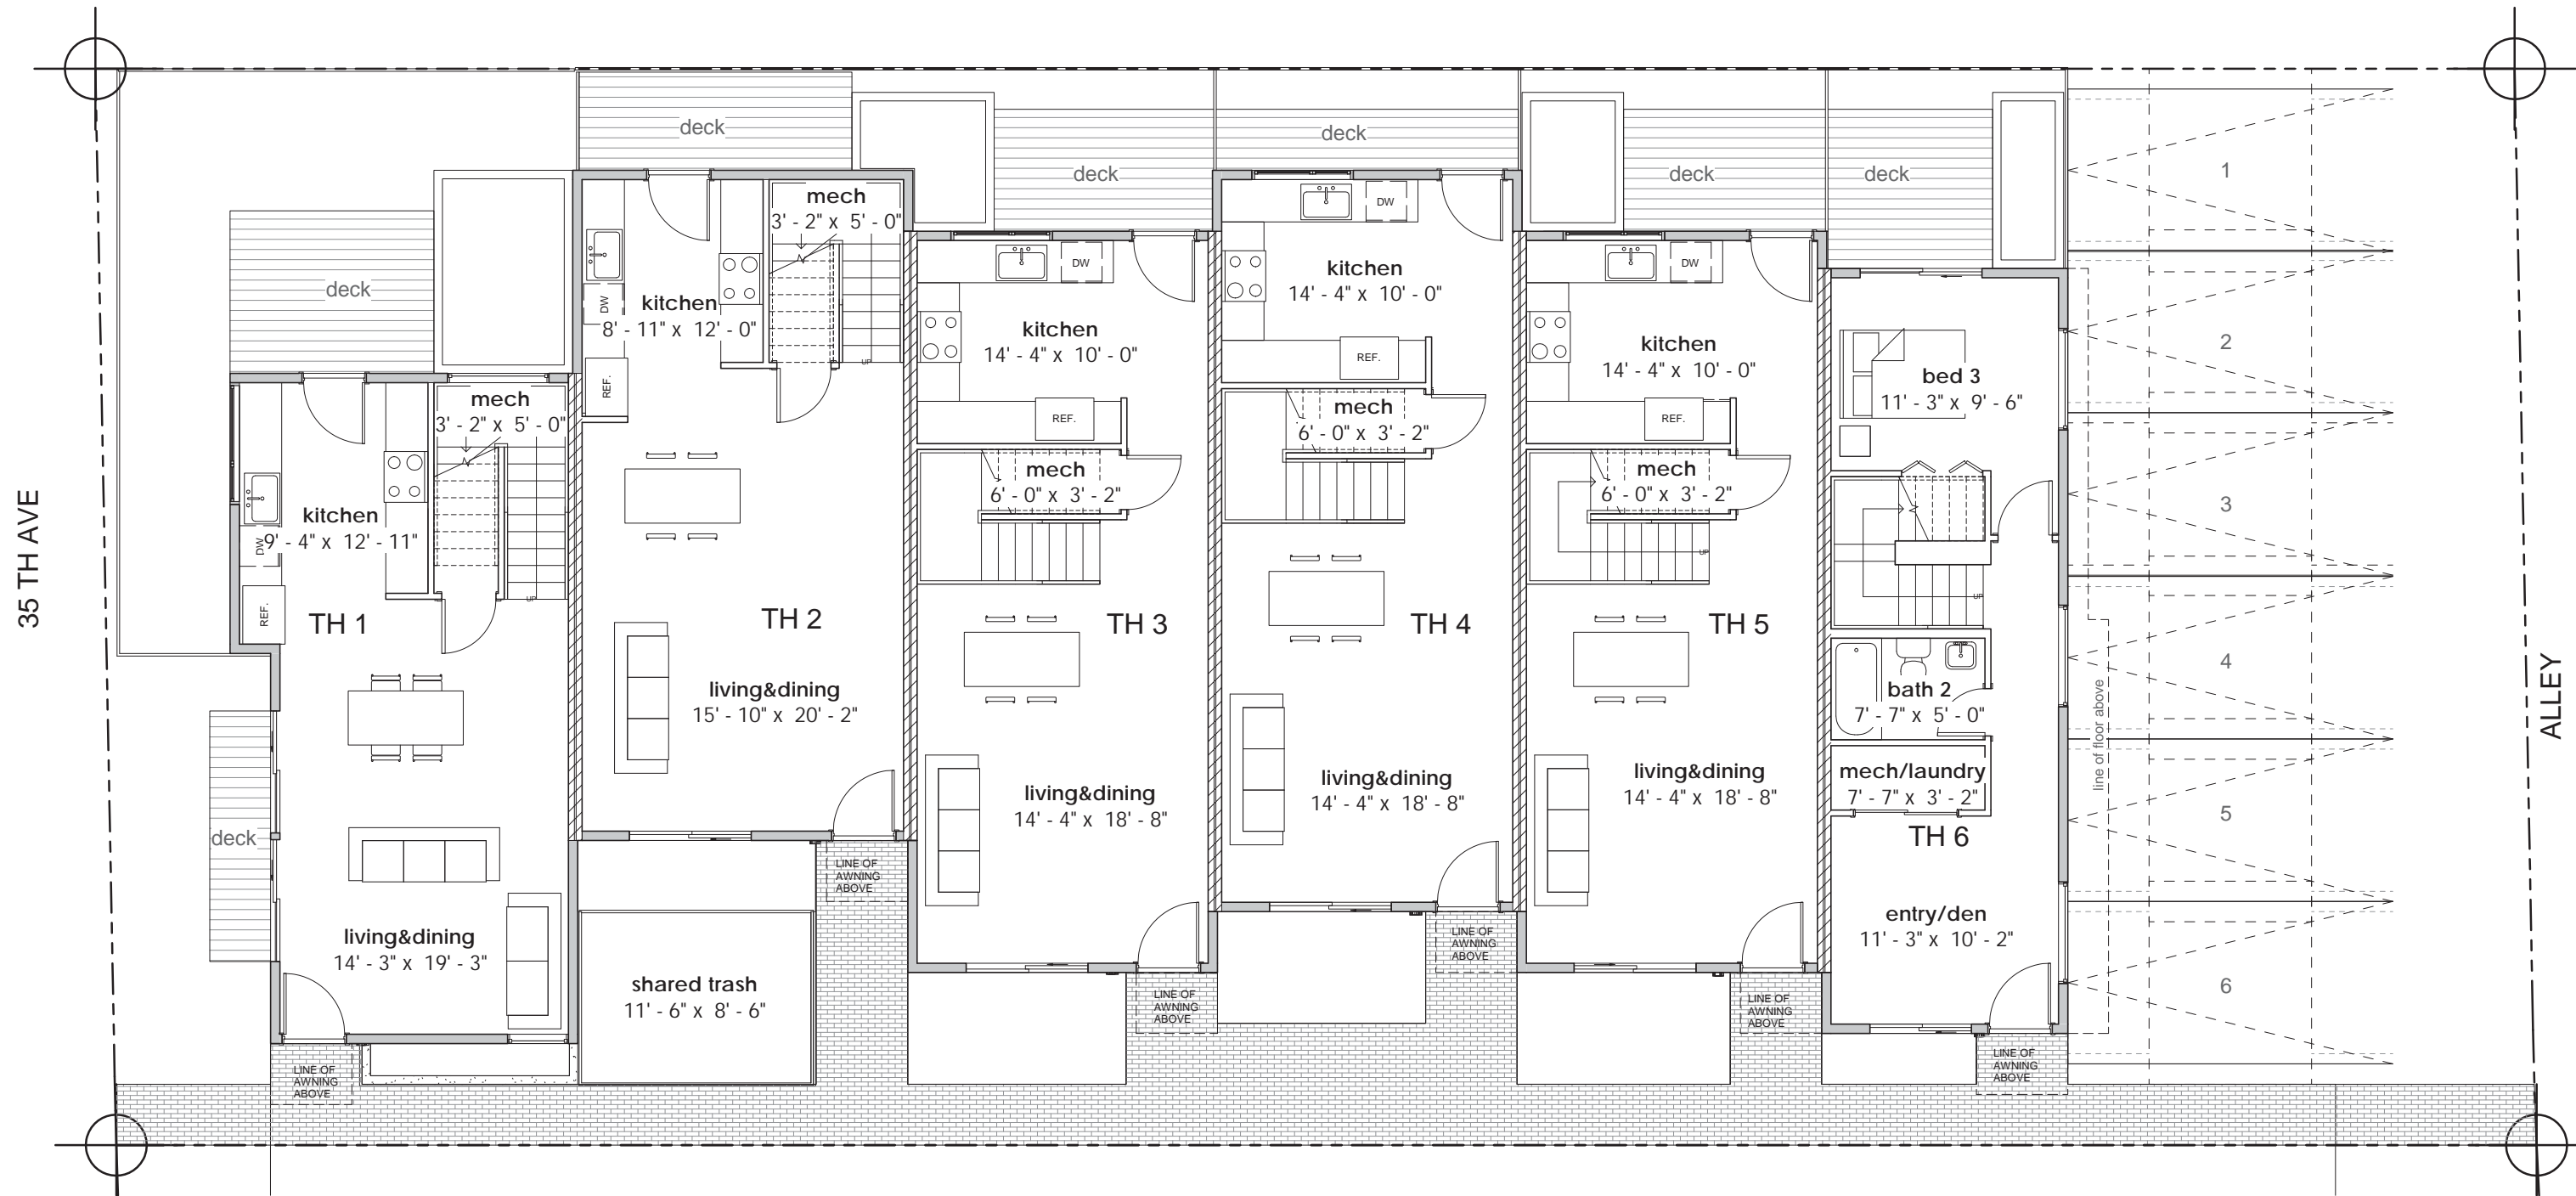 35 TH AVE
deck
deck
mech
3' - 2" x 5' - 0"
kitchen
9' - 4" x 12' - 11"
DW
REF.
UP
TH 1
living&dining
14' - 3" x 19' - 3"
LINE OF
AWNING
ABOVE
deck
mech
3' - 2" x 5' - 0"
kitchen
8' - 11" x 12' - 0"
DW
REF.
UP
TH 2
living&dining
15' - 10" x 20' - 2"
LINE OF
AWNING
ABOVE
shared trash
11' - 6" x 8' - 6"
deck
DW
kitchen
14' - 4" x 10' - 0"
REF.
mech
6' - 0" x 3' - 2"
TH 3
living&dining
14' - 4" x 18' - 8"
LINE OF
AWNING
ABOVE
deck
DW
kitchen
14' - 4" x 10' - 0"
REF.
mech
6' - 0" x 3' - 2"
TH 4
living&dining
14' - 4" x 18' - 8"
LINE OF
AWNING
ABOVE
deck
DW
kitchen
14' - 4" x 10' - 0"
REF.
mech
6' - 0" x 3' - 2"
UP
TH 5
living&dining
14' - 4" x 18' - 8"
LINE OF
AWNING
ABOVE
deck
bed 3
11' - 3" x 9' - 6"
UP
bath 2
7' - 7" x 5' - 0"
mech/laundry
7' - 7" x 3' - 2"
TH 6
entry/den
11' - 3" x 10' - 2"
LINE OF
AWNING
ABOVE
line of floor above
1
2
3
4
5
6
ALLEY